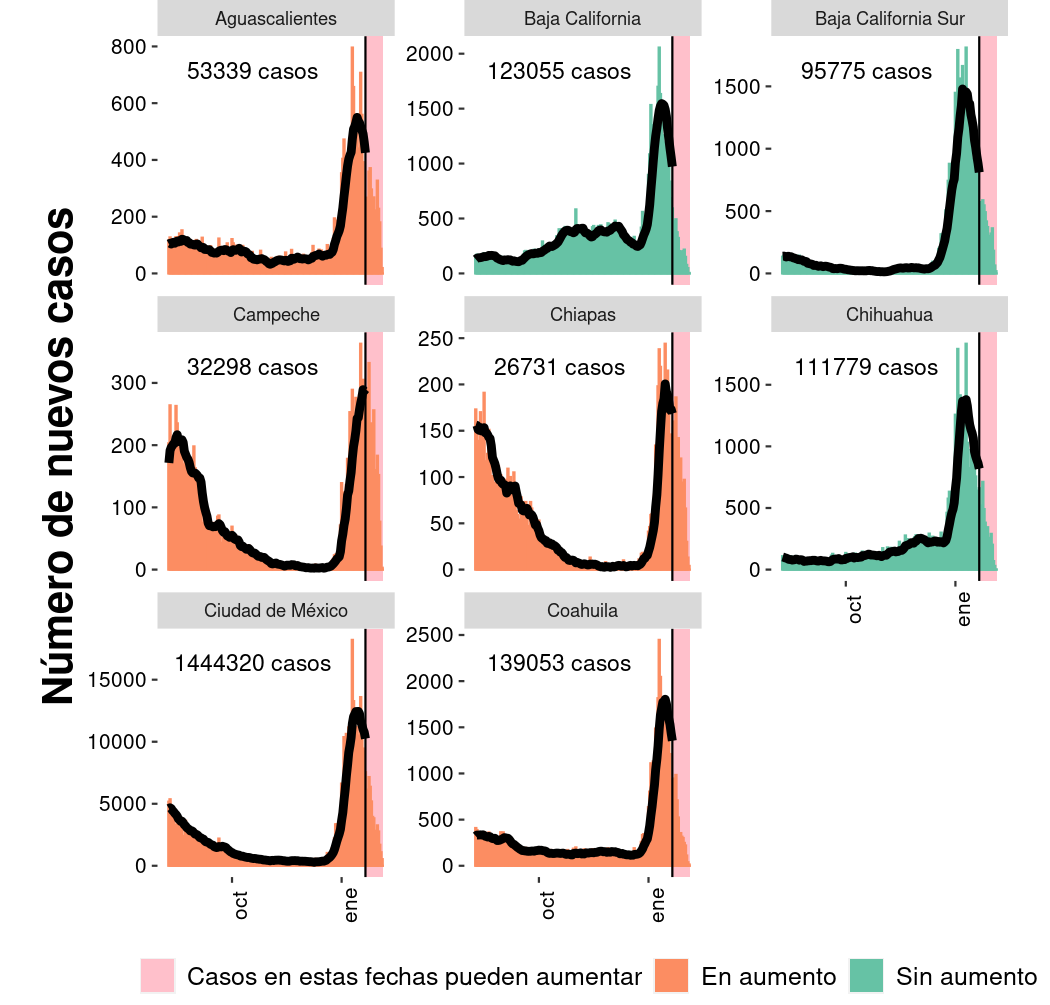 Número de nuevos casos
Aguascalientes
53339 casos
800
600
400
200
0
Baja California
123055 casos
2000
1500
1000
500
0
Baja California Sur
95775 casos
1500
1000
500
0
Campeche
32298 casos
300
200
100
0
Chiapas
26731 casos
250
200
150
100
50
0
Chihuahua
111779 casos
1500
1000
500
0
oct
ene
Ciudad de México
1444320 casos
15000
10000
5000
0
oct
ene
Coahuila
139053 casos
2500
2000
1500
1000
500
0
oct
ene
Casos en estas fechas pueden aumentar
En aumento
Sin aumento